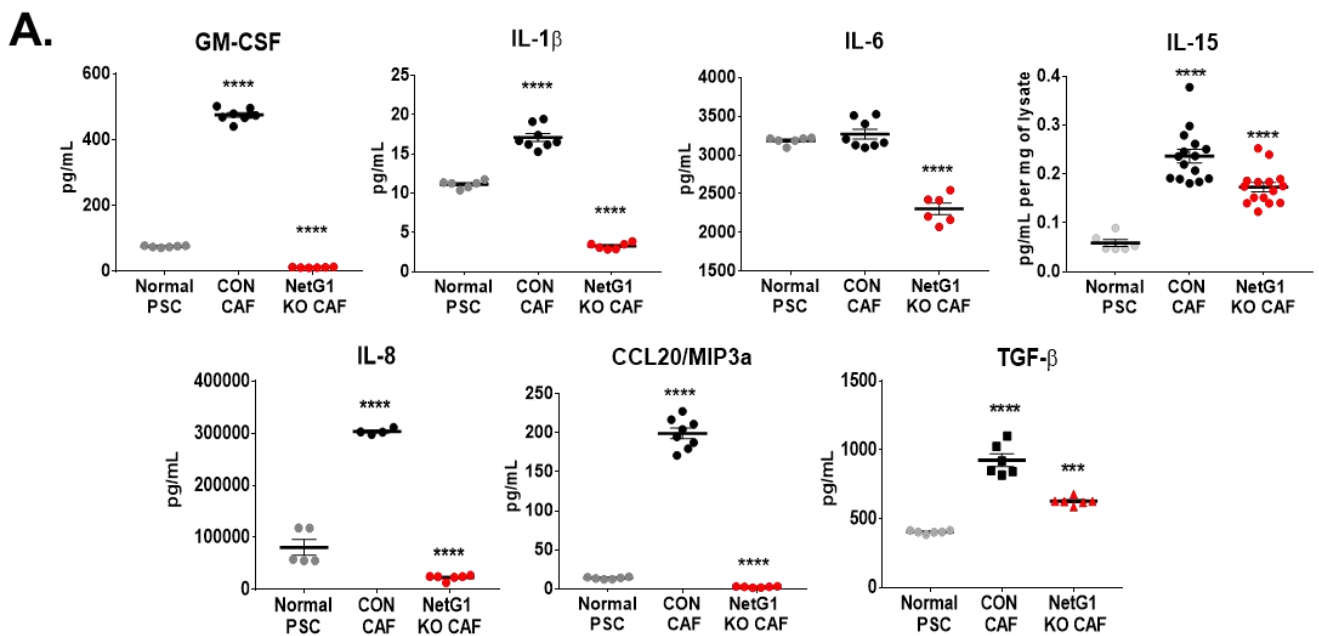 A.
GM-CSF
600
400
200
0
pg/mL
****
****
Normal PSC
CON CAF
NetG1 KO CAF
IL-1β
25
20
15
10
5
0
pg/mL
****
****
Normal PSC
CON CAF
NetG1 KO CAF
IL-6
4000
3500
3000
2500
2000
1500
pg/mL
****
Normal PSC
CON CAF
NetG1 KO CAF
IL-15
0.4
0.3
0.2
0.1
0.0
pg/mL per mg of lysate
****
****
Normal PSC
CON CAF
NetG1 KO CAF
IL-8
400000
300000
200000
100000
0
pg/mL
****
****
Normal PSC
CON CAF
NetG1 KO CAF
CCL20/MIP3a
250
200
150
100
50
0
pg/mL
****
****
Normal PSC
CON CAF
NetG1 KO CAF
TGF-β
1500
1000
500
0
pg/mL
****
***
Normal PSC
CON CAF
NetG1 KO CAF